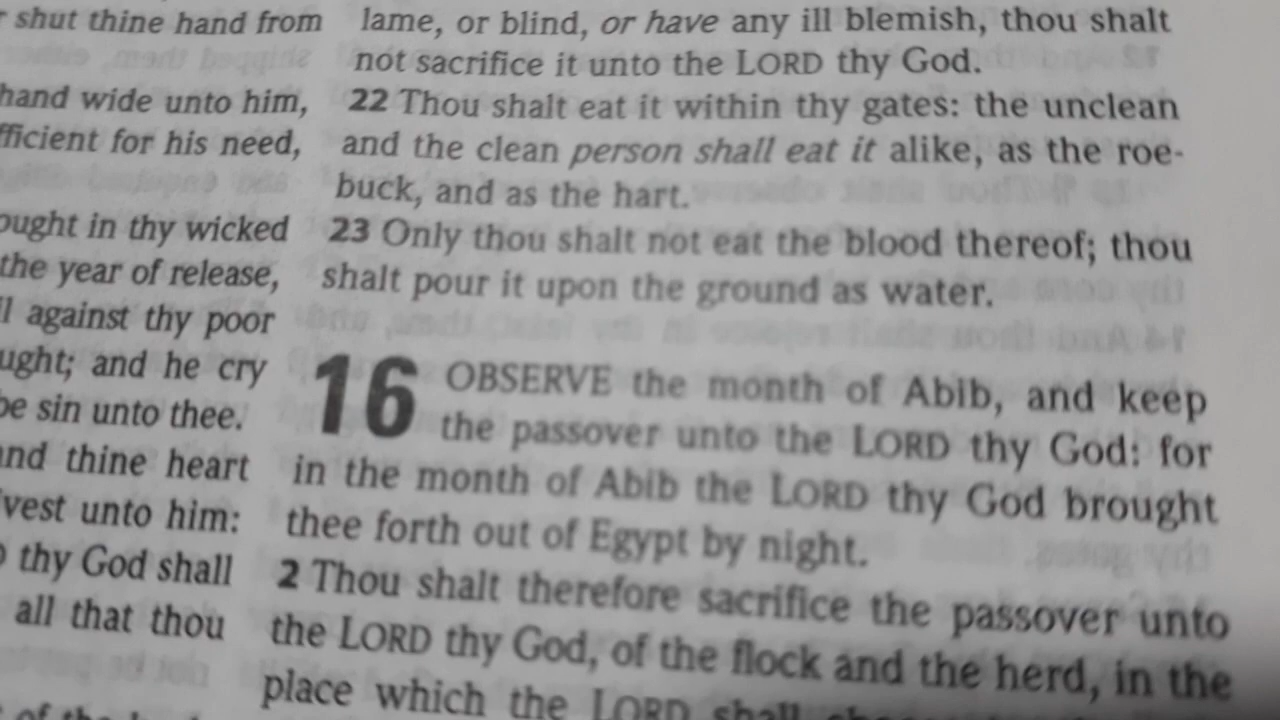 shut thine hand from
hand wide unto him,
for his need,
in thy wicked
the year of release,
against thy poor
and he cry
sin unto thee.
thine heart
unto him:
thy God shall
all that thou
of the
lame, or blind, or have any ill blemish, thou shalt
not sacrifice it unto the LORD thy God.
22 Thou shalt eat it within thy gates: the unclean
and the clean person shall eat it alike, as the roe-
buck, and as the hart.
23 Only thou shalt not eat the blood thereof; thou
shalt pour it upon the ground as water.
16 OBSERVE the month of Abib, and keep
the passover unto the LORD thy God: for
in the month of Abib the LORD thy God brought
thee forth out of Egypt by night.
2 Thou shalt therefore sacrifice the passover unto
the LORD thy God, of the flock and the herd, in the
place which the LORD shall